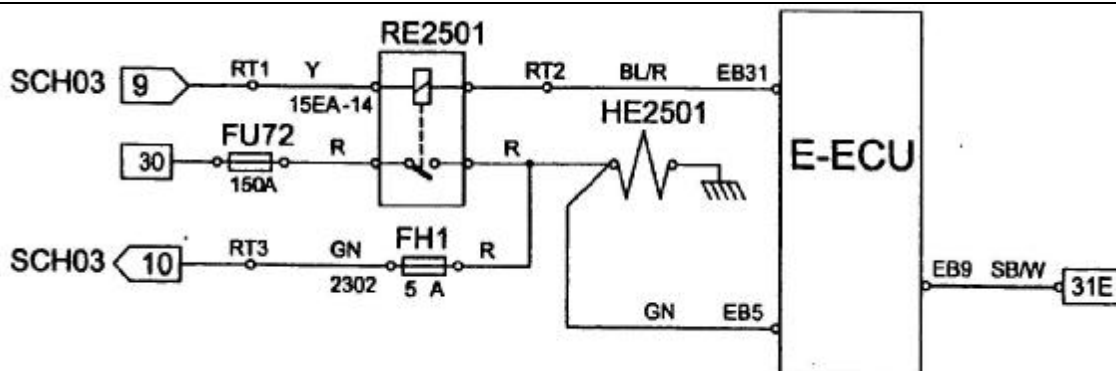 RE2501
SCH03 9 RT1 Y RT2 BL/R EB31
15EA-14
HE2501
FU72
30 R R E-ECU
150A
SCH03 10 RT3 GN FH1 R
2302 5 A
EB9 SB/W 31E
GN EB5